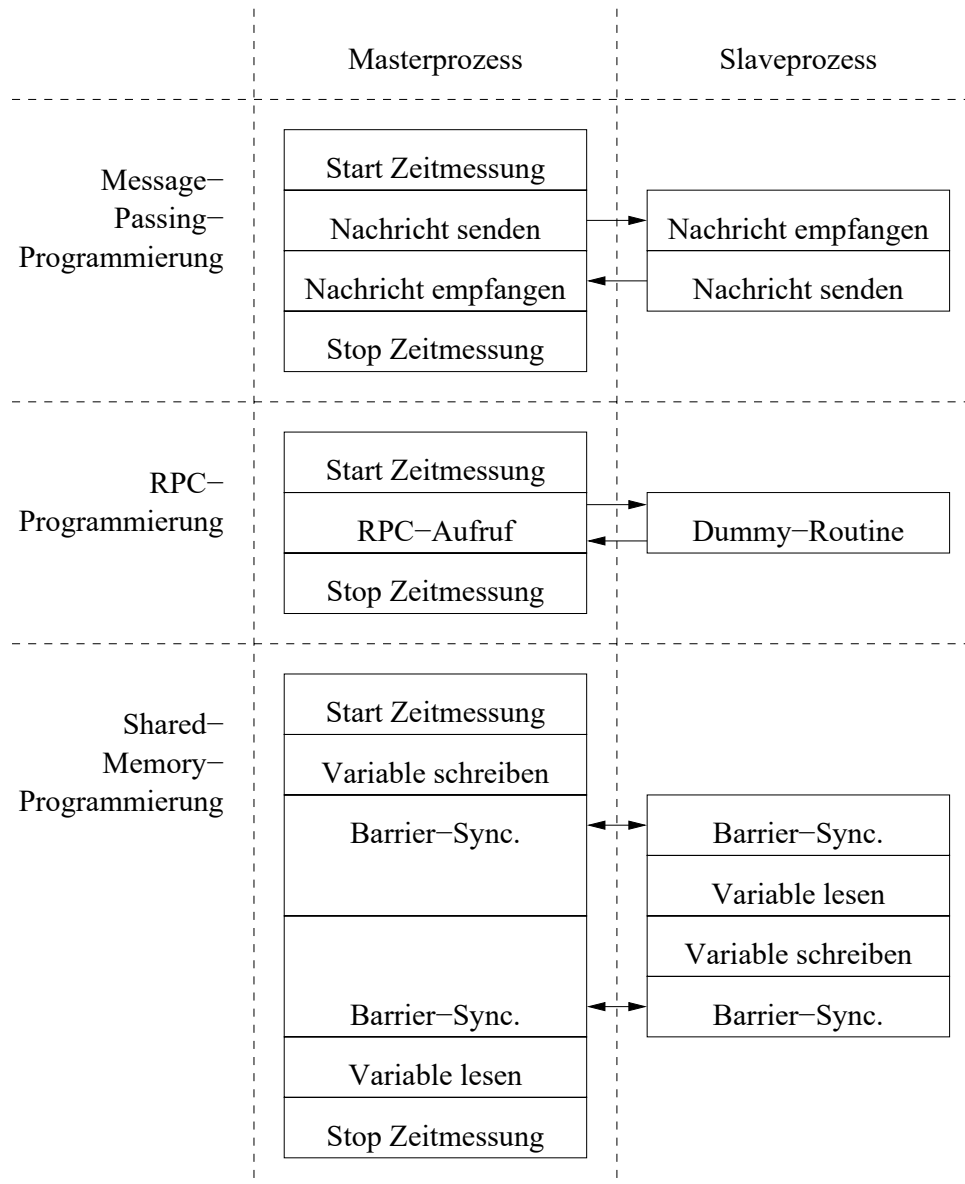 Masterprozess Slaveprozess
Message−
Passing−
Programmierung
Start Zeitmessung
Nachricht senden Nachricht empfangen
Nachricht empfangen Nachricht senden
Stop Zeitmessung
RPC−
Programmierung
Start Zeitmessung
RPC−Aufruf Dummy−Routine
Stop Zeitmessung
Shared−
Memory−
Programmierung
Start Zeitmessung
Variable schreiben
Barrier−Sync. Barrier−Sync.
Variable lesen
Variable schreiben
Barrier−Sync. Barrier−Sync.
Variable lesen
Stop Zeitmessung